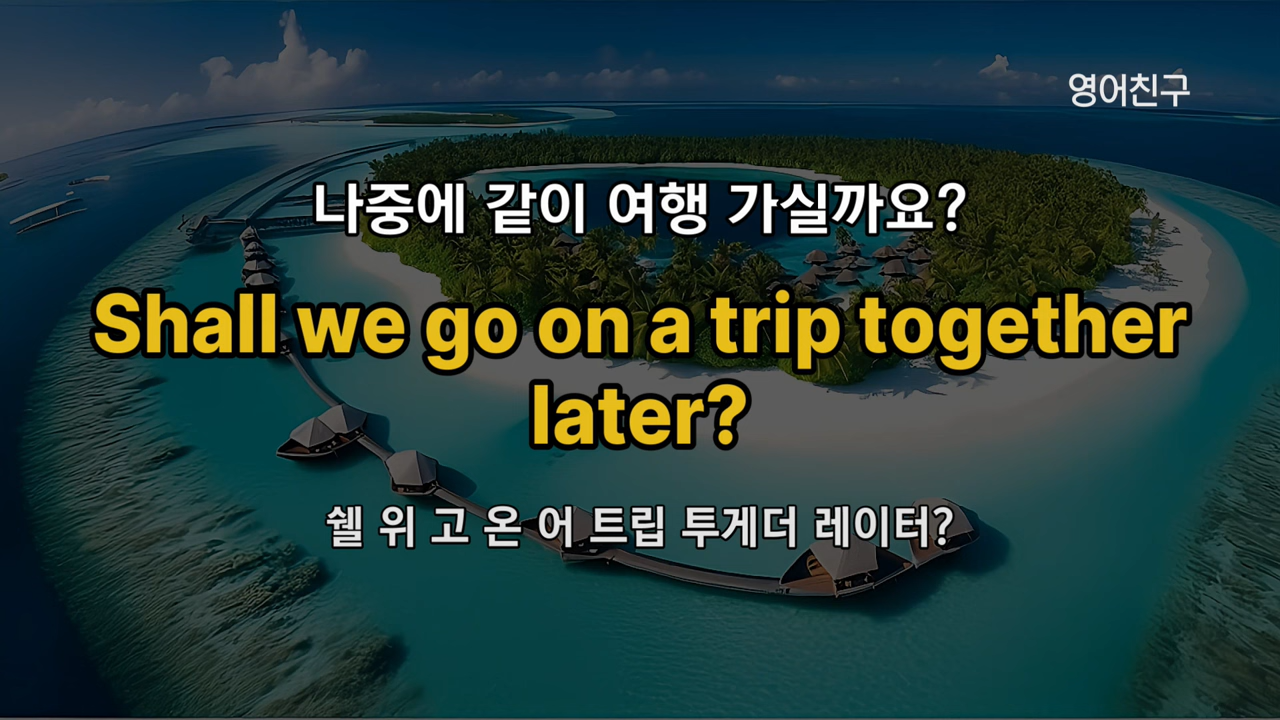 영어친구
나중에 같이 여행 가실까요?
Shall we go on a trip together
later?
쉘 위 고 온 어 트립 투게더 레이터?